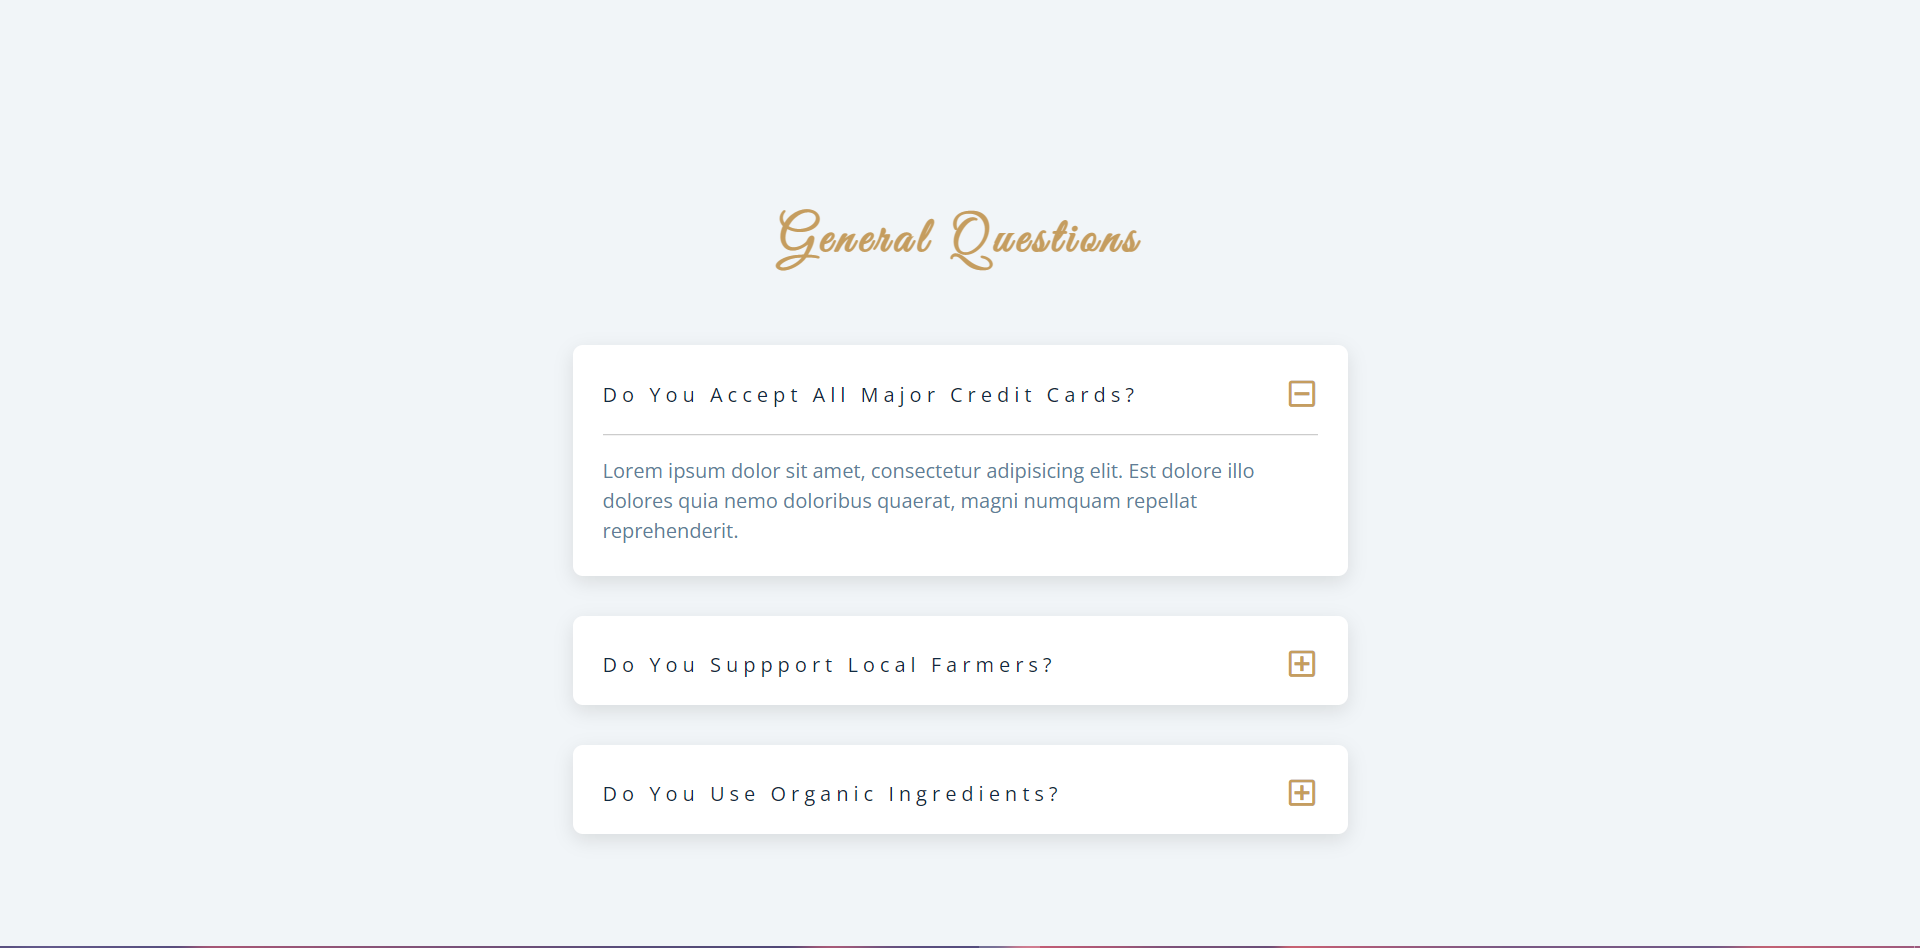 General Questions
Do You Accept All Major Credit Cards?
Lorem ipsum dolor sit amet, consectetur adipisicing elit. Est dolore illo
dolores quia nemo doloribus quaerat, magni numquam repellat
reprehenderit.
Do You Suppport Local Farmers?
Do You Use Organic Ingredients?